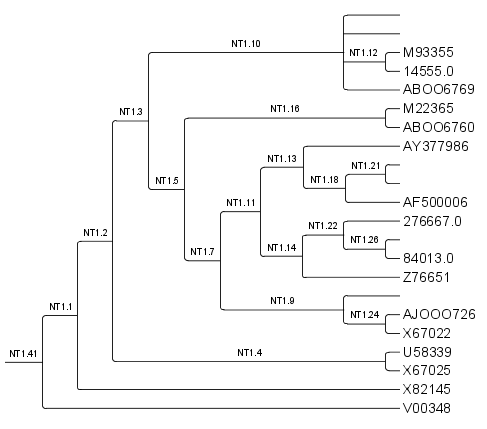 NT1.10
NT1.12
M93355
14555.0
NT1.3
ABOO6769
NT1.16
M22365
ABOO6760
AY377986
NT1.13
NT1.21
NT1.5
NT1.18
NT1.11
AF500006
NT1.22
276667.0
NT1.2
NT1.26
NT1.7
NT1.14
84013.0
Z76651
NT1.9
NT1.1
NT1.24
AJOOO726
X67022
NT1.41
NT1.4
U58339
X67025
X82145
V00348